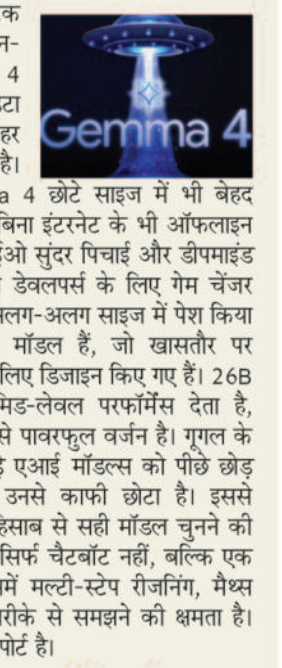 क
न-
4
टा
हर
है।
Gemma 4
a 4 छोटे साइज में भी बेहद
बिना इंटरनेट के भी ऑफलाइन
ईओ सुंदर पिचाई और डीपमाइंड
डेवलपर्स के लिए गेम चेंजर
लग-अलग साइज में पेश किया
मॉडल हैं, जो खासतौर पर
लिए डिजाइन किए गए हैं। 26B
मिड-लेवल परफॉर्मेंस देता है,
से पावरफुल वर्जन है। गूगल के
एआई मॉडल्स को पीछे छोड़
उनसे काफी छोटा है। इससे
हिसाब से सही मॉडल चुनने की
सिर्फ चैटबॉट नहीं, बल्कि एक
में मल्टी-स्टेप रीजनिंग, मैथ्स
रीके से समझने की क्षमता है।
पोर्ट है।